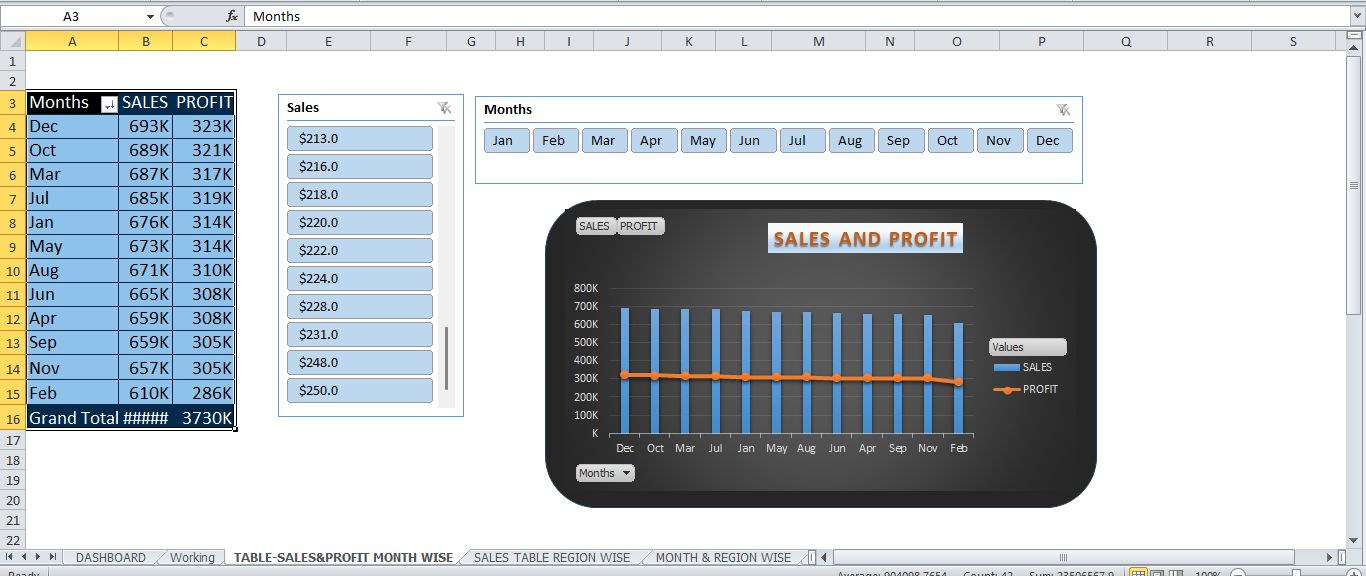 A3 fx Months
A B C D E F G H I J K L M N O P Q R S
1
2
3 Months SALES PROFIT
4 Dec 693K 323K
5 Oct 689K 321K
6 Mar 687K 317K
7 Jul 685K 319K
8 Jan 676K 314K
9 May 673K 314K
10 Aug 671K 310K
11 Jun 665K 308K
12 Apr 659K 308K
13 Sep 659K 305K
14 Nov 657K 305K
15 Feb 610K 286K
16 Grand Total ##### 3730K
17
18
19
20
21
22
Sales
$213.0
$216.0
$218.0
$220.0
$222.0
$224.0
$228.0
$231.0
$248.0
$250.0
Months
Jan Feb Mar Apr May Jun Jul Aug Sep Oct Nov Dec
SALES PROFIT
SALES AND PROFIT
800K
700K
600K
500K
400K
300K
200K
100K
K
Dec Oct Mar Jul Jan May Aug Jun Apr Sep Nov Feb
Values
SALES
PROFIT
Months
DASHBOARD Working TABLE-SALES&PROFIT MONTH WISE SALES TABLE REGION WISE MONTH & REGION WISE
Ready Average: 904098.7654 Count: 42 Sum: 23506567.9 100%